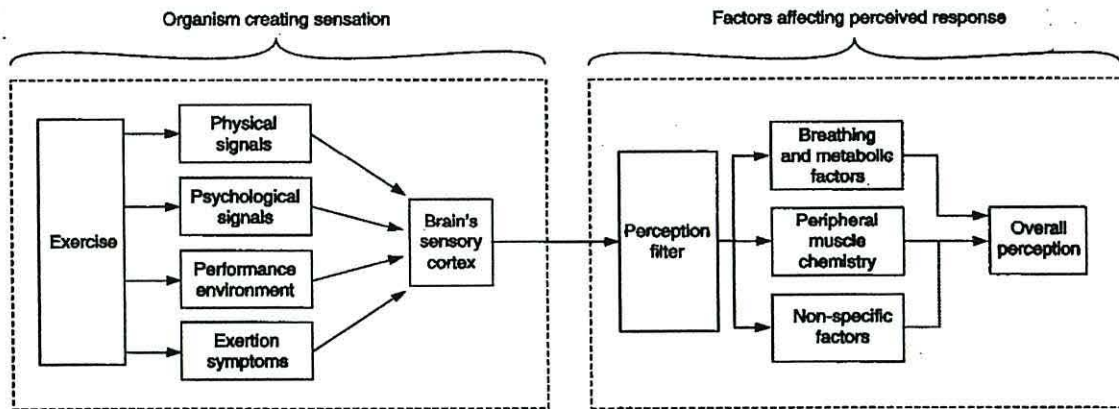 Organism creating sensation
Factors affecting perceived response
Exercise
Physical
signals
Psychological
signals
Performance
environment
Exertion
symptoms
Brain's
sensory
cortex
Perception
filter
Breathing
and metabolic
factors
Peripheral
muscle
chemistry
Non-specific
factors
Overall
perception